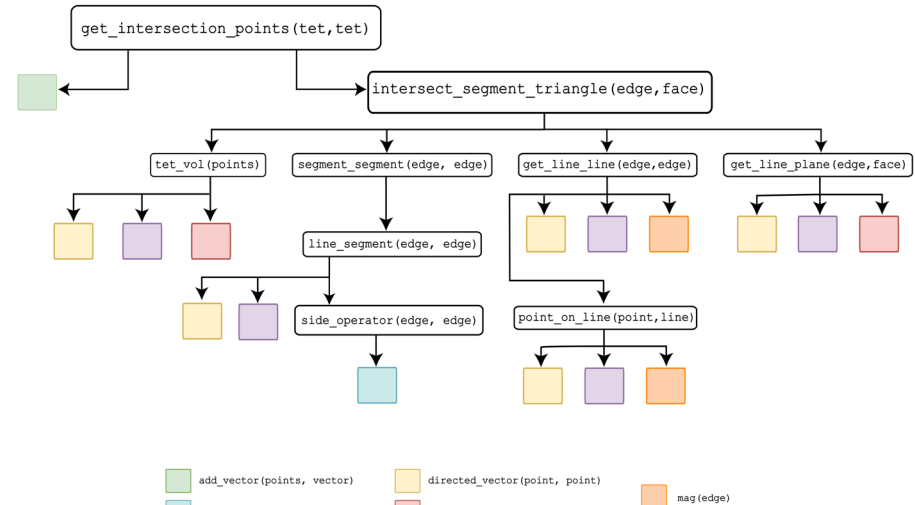 get_intersection_points(tet,tet)
intersect_segment_triangle(edge,face)
tet_vol(points)
segment_segment(edge, edge)
get_line_line(edge,edge)
get_line_plane(edge,face)
line_segment(edge, edge)
side_operator(edge, edge)
point_on_line(point,line)
add_vector(points, vector)
directed_vector(point, point)
mag(edge)